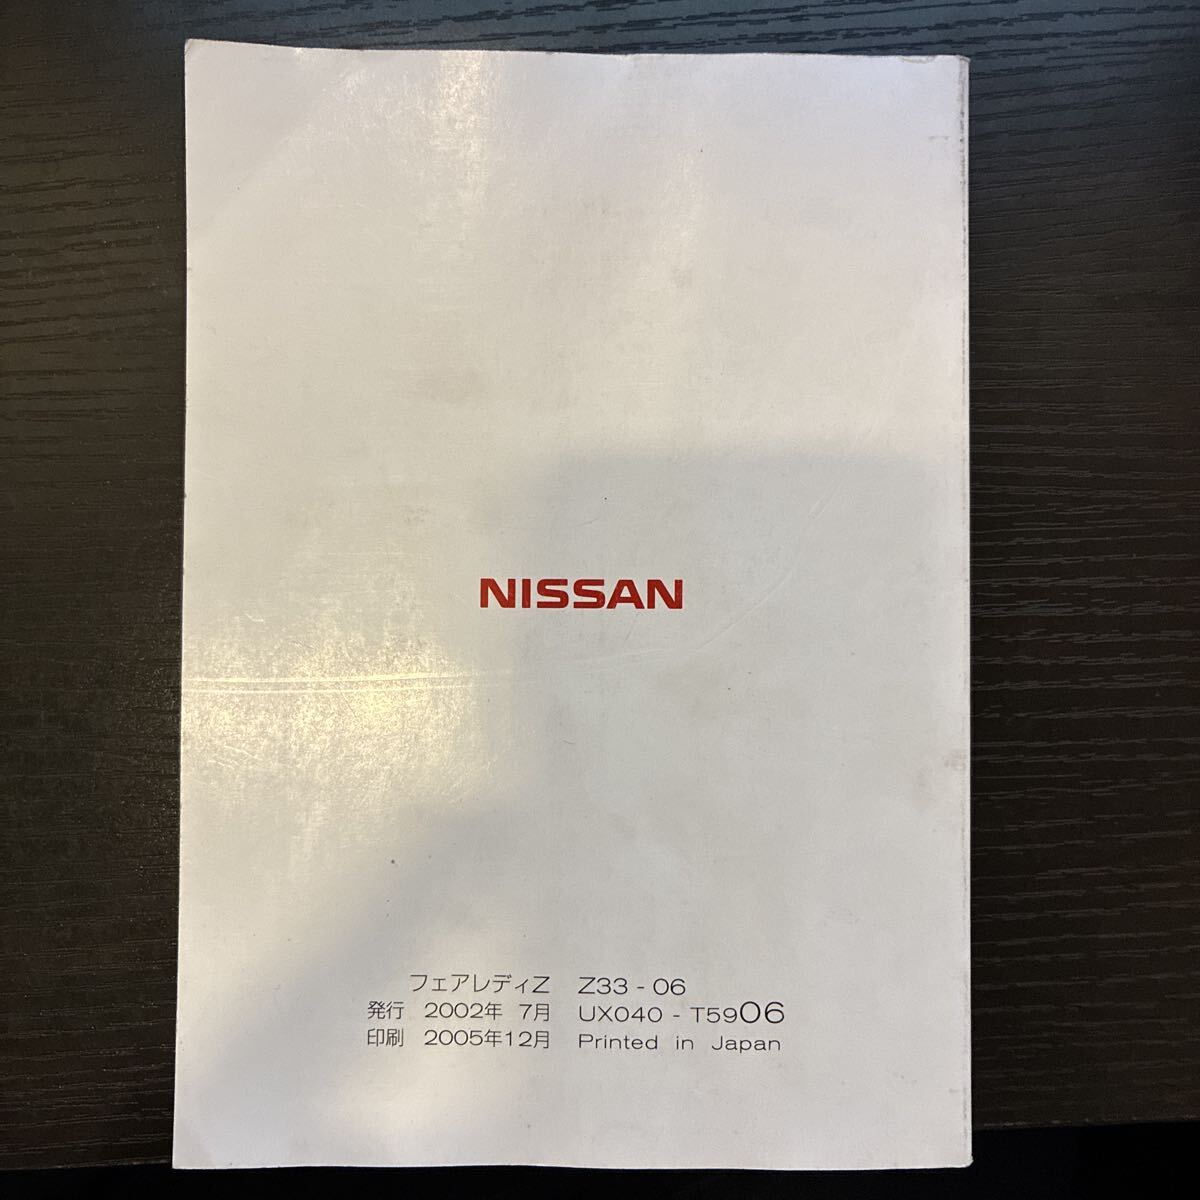 NISSAN
フェアレディZ Z33 - 06
発行 2002年 7月 UX040 - T5906
印刷 2005年12月 Printed in Japan